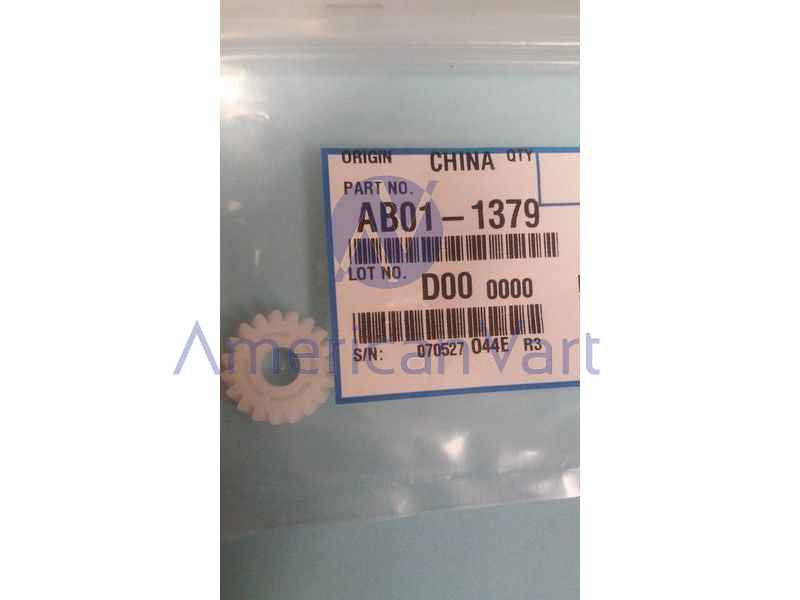 ORIGIN CHINA QTY
PART NO.
AB01-1379
LOT NO.
D00 0000
AmericanVart
S/N: 070527 044E R3